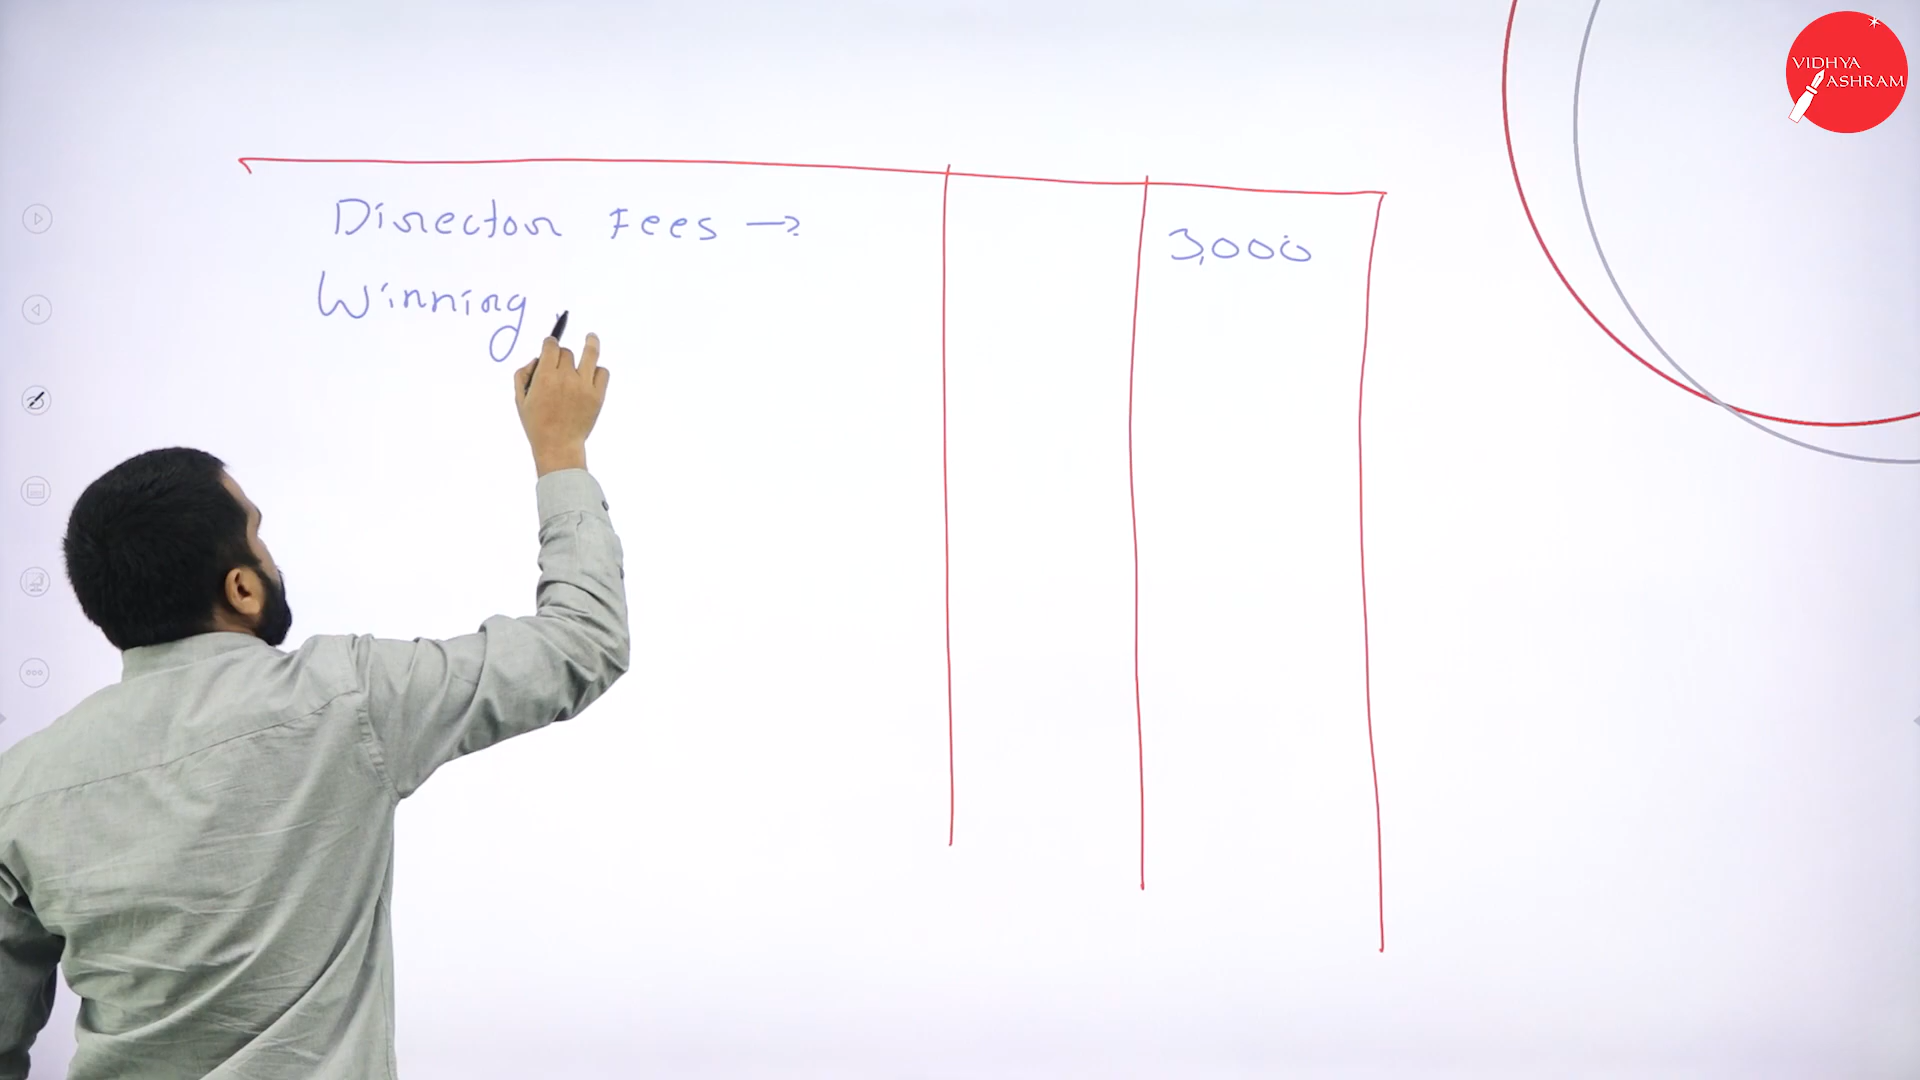 VIDHYA
ASHRAM
Director Fees →
3,000
Winning